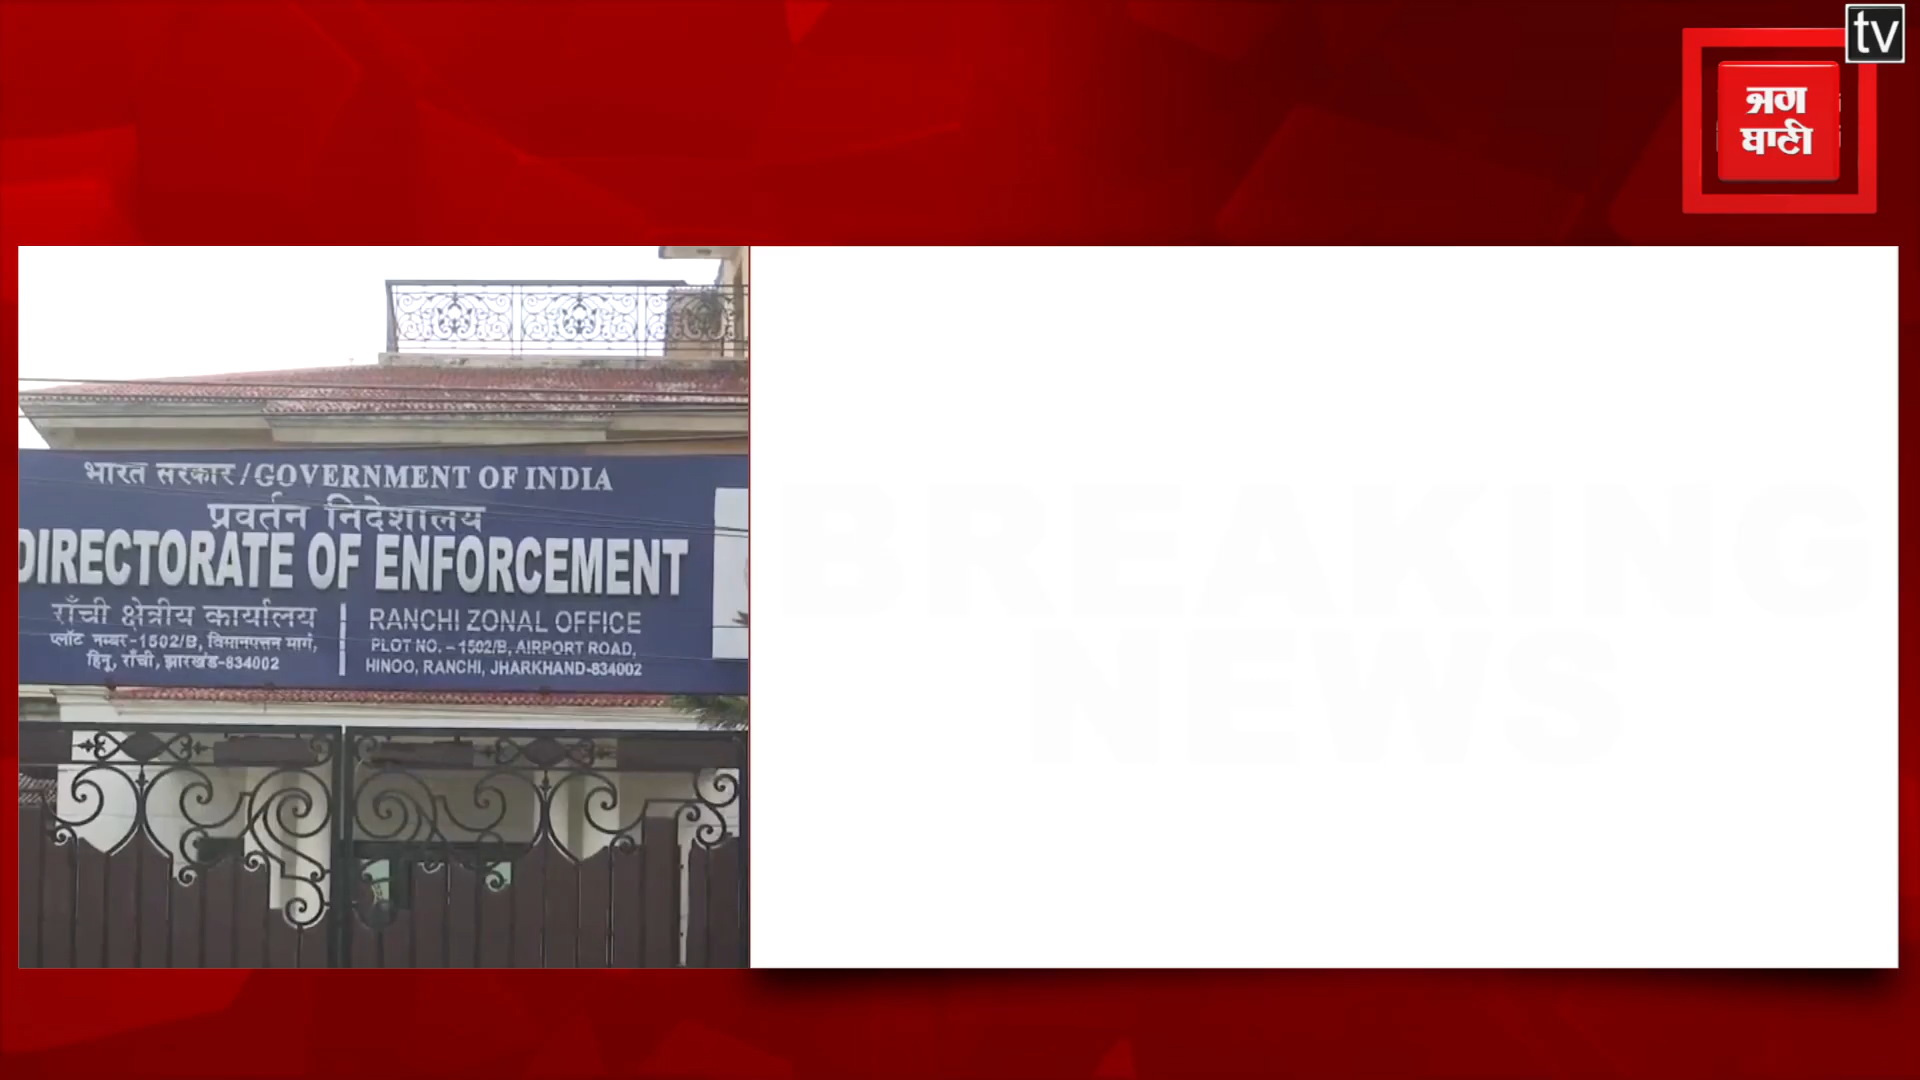 tv
ਜਗ
ਬਾਣੀ
भारत सरकार/GOVERNMENT OF INDIA
प्रवर्तन निदेशालय
DIRECTORATE OF ENFORCEMENT
राँची क्षेत्रीय कार्यालय
प्लॉट नम्बर-1502/B, विमानपत्तन मार्ग,
हिनू, राँची, झारखंड-834002
RANCHI ZONAL OFFICE
PLOT NO. – 1502/B, AIRPORT ROAD,
HINOO, RANCHI, JHARKHAND-834002
BREAKING
NEWS